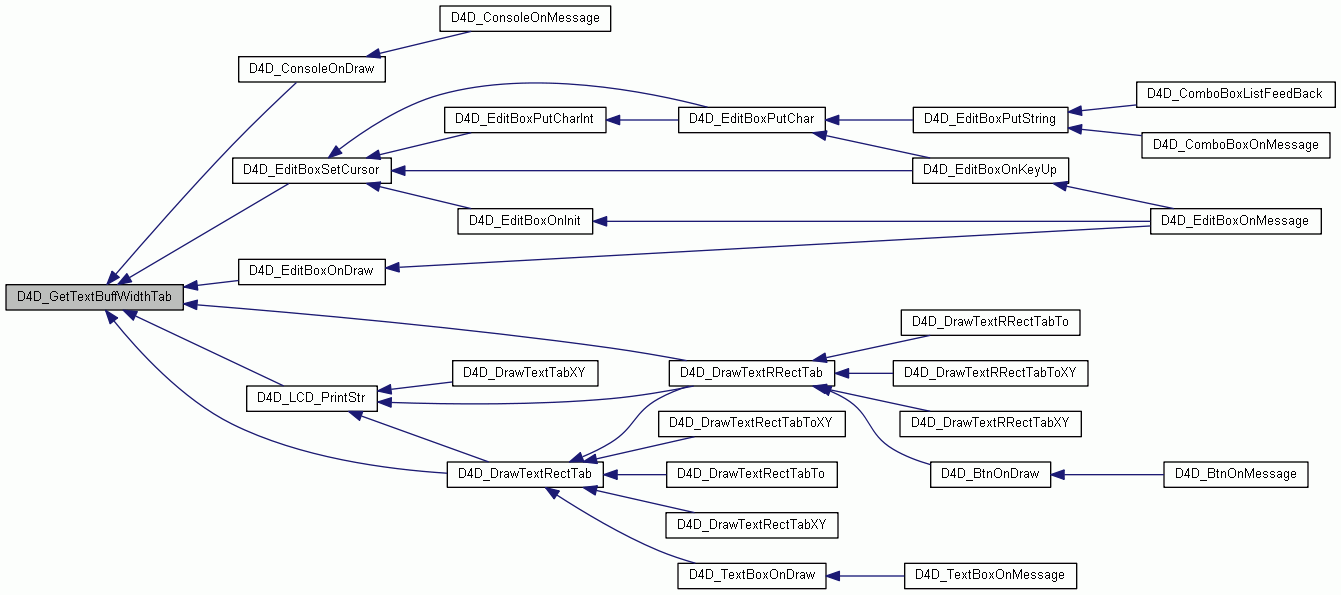 D4D_ConsoleOnMessage
D4D_ConsoleOnDraw
D4D_ComboBoxListFeedBack
D4D_EditBoxPutCharInt
D4D_EditBoxPutChar
D4D_EditBoxPutString
D4D_ComboBoxOnMessage
D4D_EditBoxSetCursor
D4D_EditBoxOnKeyUp
D4D_EditBoxOnInit
D4D_EditBoxOnMessage
D4D_EditBoxOnDraw
D4D_GetTextBuffWidthTab
D4D_DrawTextRRectTabTo
D4D_DrawTextTabXY
D4D_DrawTextRRectTab
D4D_DrawTextRRectTabToXY
D4D_LCD_PrintStr
D4D_DrawTextRectTabToXY
D4D_DrawTextRRectTabXY
D4D_DrawTextRectTab
D4D_DrawTextRectTabTo
D4D_BtnOnDraw
D4D_BtnOnMessage
D4D_DrawTextRectTabXY
D4D_TextBoxOnDraw
D4D_TextBoxOnMessage